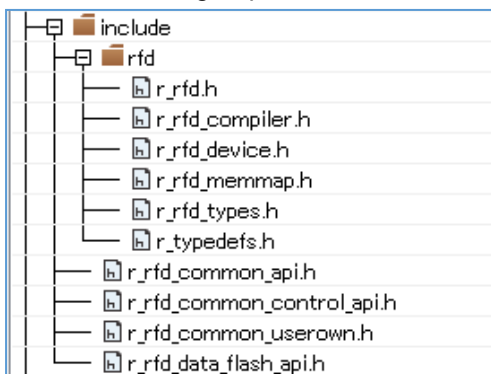 include
rfd
r_rfd.h
r_rfd_compiler.h
r_rfd_device.h
r_rfd_memmap.h
r_rfd_types.h
r_typedefs.h
r_rfd_common_api.h
r_rfd_common_control_api.h
r_rfd_common_userown.h
r_rfd_data_flash_api.h